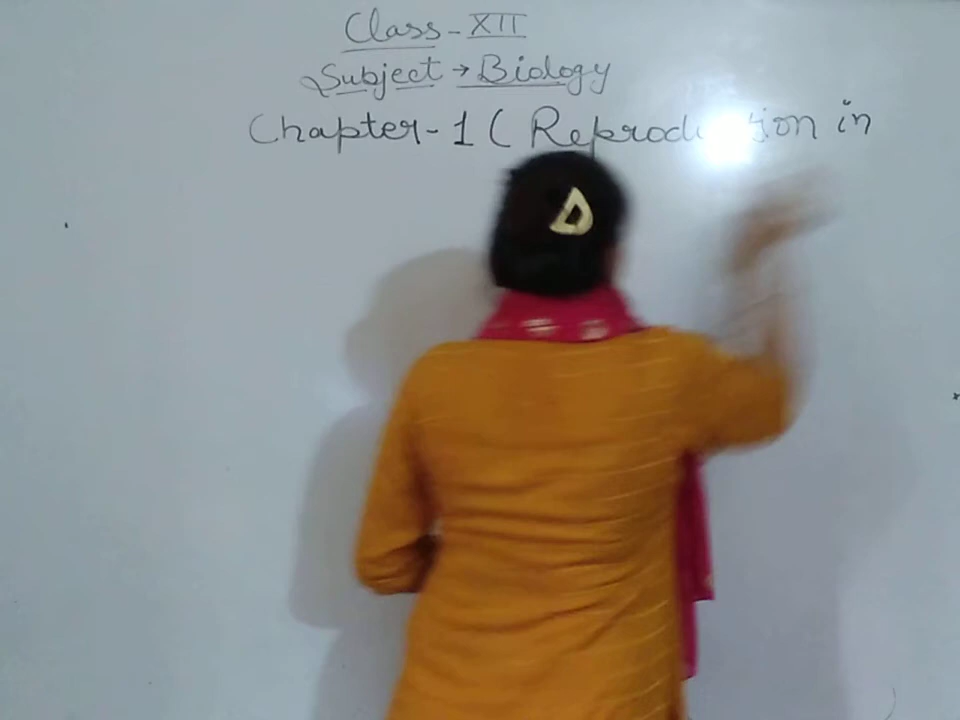 Class - XII
Subject → Biology
Chapter - 1 ( Reproduction in